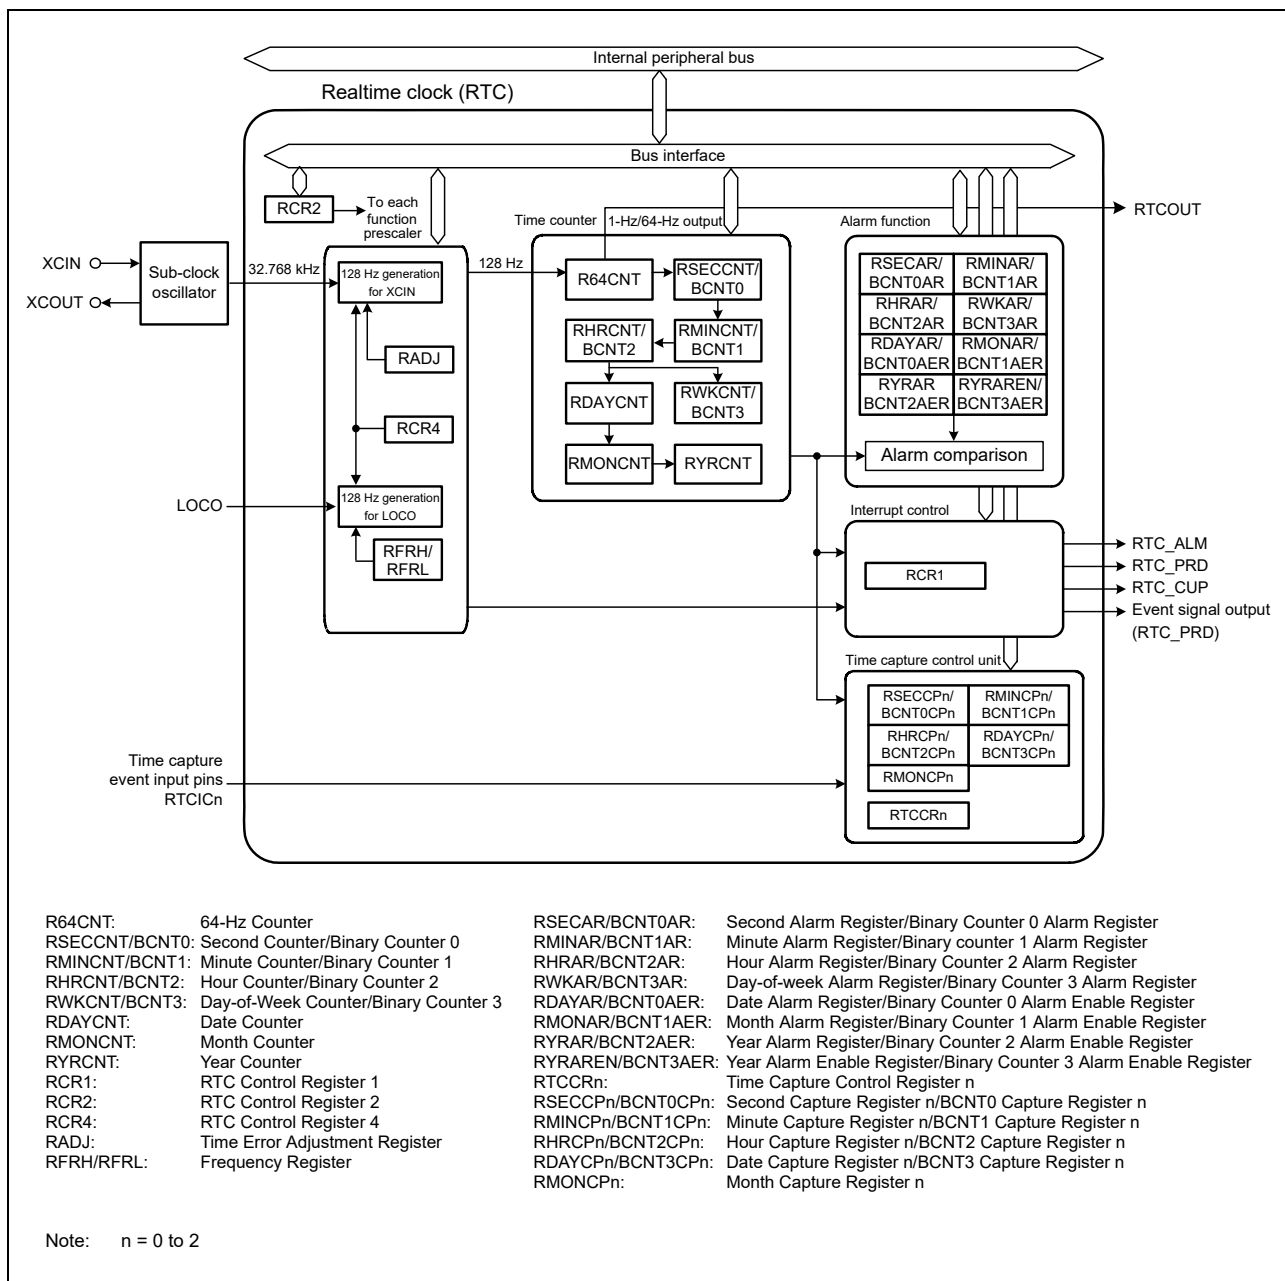 Internal peripheral bus
Realtime clock (RTC)
Bus interface
RCR2
To each
function
prescaler
Time counter
1-Hz/64-Hz output
Alarm function
RTCOUT
XCIN
XCOUT
Sub-clock
oscillator
32.768 kHz
128 Hz generation
for XCIN
128 Hz
RADJ
RCR4
LOCO
128 Hz generation
for LOCO
RFRH/
RFRL
R64CNT
RSECCNT/
BCNT0
RHRCNT/
BCNT2
RMINCNT/
BCNT1
RDAYCNT
RWKCNT/
BCNT3
RMONCNT
RYRCNT
RSECAR/
BCNT0AR
RMINAR/
BCNT1AR
RHRAR/
BCNT2AR
RWKAR/
BCNT3AR
RDAYAR/
BCNT0AER
RMONAR/
BCNT1AER
RYRAR
BCNT2AER
RYRAREN/
BCNT3AER
Alarm comparison
Interrupt control
RCR1
RTC_ALM
RTC_PRD
RTC_CUP
Event signal output
(RTC_PRD)
Time capture control unit
RSECCPn/
BCNT0CPn
RMINCPn/
BCNT1CPn
RHRCPn/
BCNT2CPn
RDAYCPn/
BCNT3CPn
RMONCPn
RTCCRn
Time capture
event input pins
RTCICn
R64CNT: 64-Hz Counter
RSECCNT/BCNT0: Second Counter/Binary Counter 0
RMINCNT/BCNT1: Minute Counter/Binary Counter 1
RHRCNT/BCNT2: Hour Counter/Binary Counter 2
RWKCNT/BCNT3: Day-of-Week Counter/Binary Counter 3
RDAYCNT: Date Counter
RMONCNT: Month Counter
RYRCNT: Year Counter
RCR1: RTC Control Register 1
RCR2: RTC Control Register 2
RCR4: RTC Control Register 4
RADJ: Time Error Adjustment Register
RFRH/RFRL: Frequency Register
RSECAR/BCNT0AR: Second Alarm Register/Binary Counter 0 Alarm Register
RMINAR/BCNT1AR: Minute Alarm Register/Binary counter 1 Alarm Register
RHRAR/BCNT2AR: Hour Alarm Register/Binary Counter 2 Alarm Register
RWKAR/BCNT3AR: Day-of-week Alarm Register/Binary Counter 3 Alarm Register
RDAYAR/BCNT0AER: Date Alarm Register/Binary Counter 0 Alarm Enable Register
RMONAR/BCNT1AER: Month Alarm Register/Binary Counter 1 Alarm Enable Register
RYRAR/BCNT2AER: Year Alarm Register/Binary Counter 2 Alarm Enable Register
RYRAREN/BCNT3AER: Year Alarm Enable Register/Binary Counter 3 Alarm Enable Register
RTCCRn: Time Capture Control Register n
RSECCPn/BCNT0CPn: Second Capture Register n/BCNT0 Capture Register n
RMINCPn/BCNT1CPn: Minute Capture Register n/BCNT1 Capture Register n
RHRCPn/BCNT2CPn: Hour Capture Register n/BCNT2 Capture Register n
RDAYCPn/BCNT3CPn: Date Capture Register n/BCNT3 Capture Register n
RMONCPn: Month Capture Register n
Note: n = 0 to 2